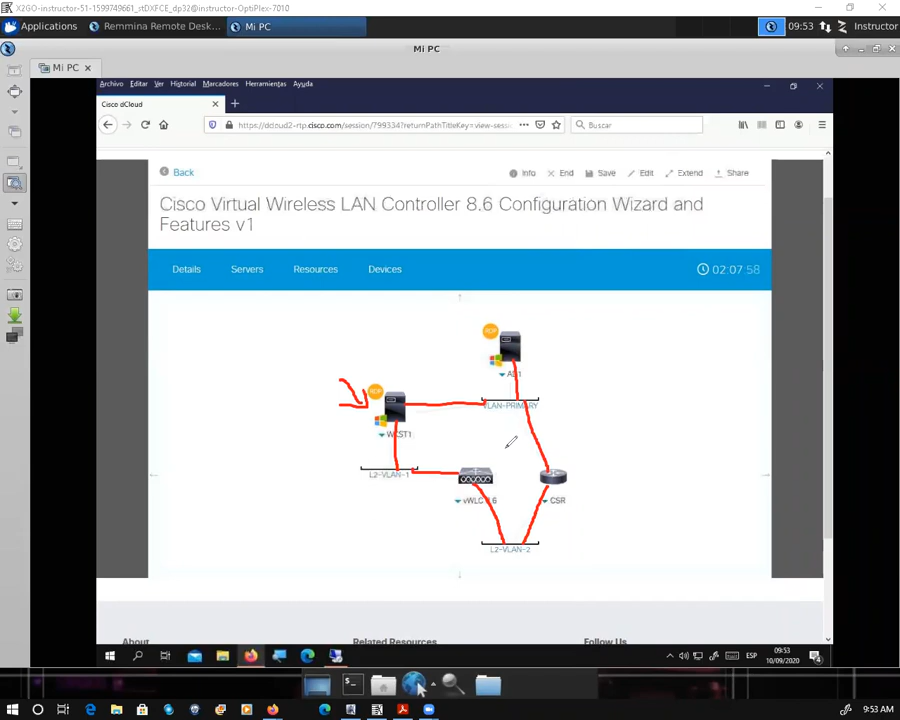 X2GO-instructor-51-1599749661_stDXFCE_dp32@instructor-OptiPlex-7010
Applications
Remmina Remote Desk...
Mi PC
09:53
Instructor
Mi PC
Mi PC
Archivo Editar Ver Historial Marcadores Herramientas Ayuda
Cisco dCloud
https://dcloud2-rtp.cisco.com/session/799334?returnPathTitleKey=view-sess
Buscar
Back
Info End Save Edit Extend Share
Cisco Virtual Wireless LAN Controller 8.6 Configuration Wizard and
Features v1
Details Servers Resources Devices
02:07:58
RDP
AD1
RDP
VLAN-PRIMARY
WKST1
L2-VLAN-1
vWLC 8.6
CSR
L2-VLAN-2
About
Related Resources
Follow Us
ESP
09:53
10/09/2020
4
9:53 AM